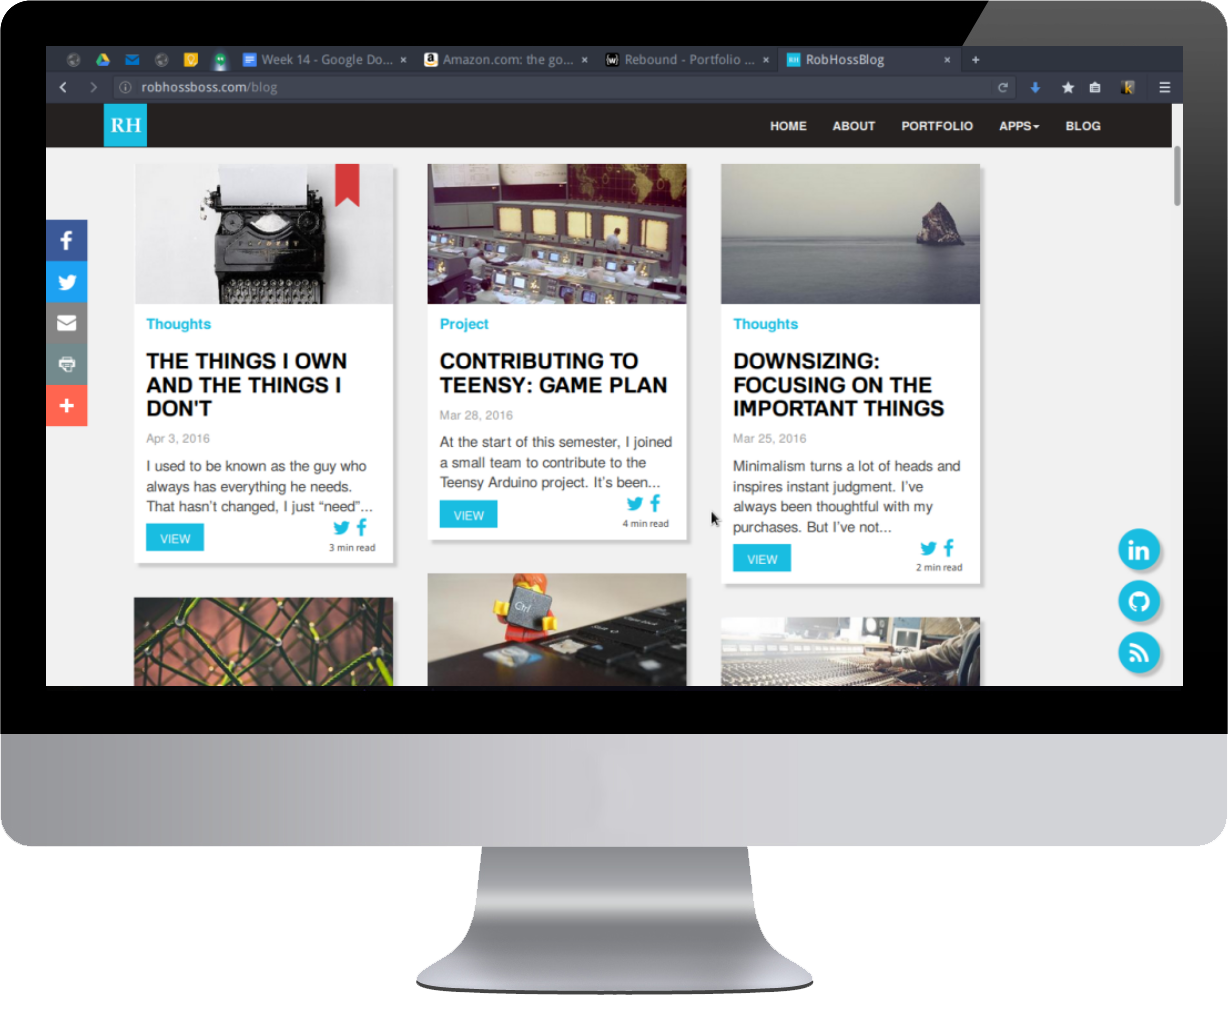 Week 14 - Google Do...
Amazon.com: the go...
Rebound - Portfolio ...
RobHossBlog
robhossboss.com/blog
RH
HOME
ABOUT
PORTFOLIO
APPS
BLOG
Thoughts
THE THINGS I OWN
AND THE THINGS I
DON'T
Apr 3, 2016
I used to be known as the guy who
always has everything he needs.
That hasn't changed, I just “need”...
VIEW
3 min read
Project
CONTRIBUTING TO
TEENSY: GAME PLAN
Mar 28, 2016
At the start of this semester, I joined
a small team to contribute to the
Teensy Arduino project. It's been...
VIEW
4 min read
Thoughts
DOWNSIZING:
FOCUSING ON THE
IMPORTANT THINGS
Mar 25, 2016
Minimalism turns a lot of heads and
inspires instant judgment. I've
always been thoughtful with my
purchases. But I've not...
VIEW
2 min read
Ctrl
in